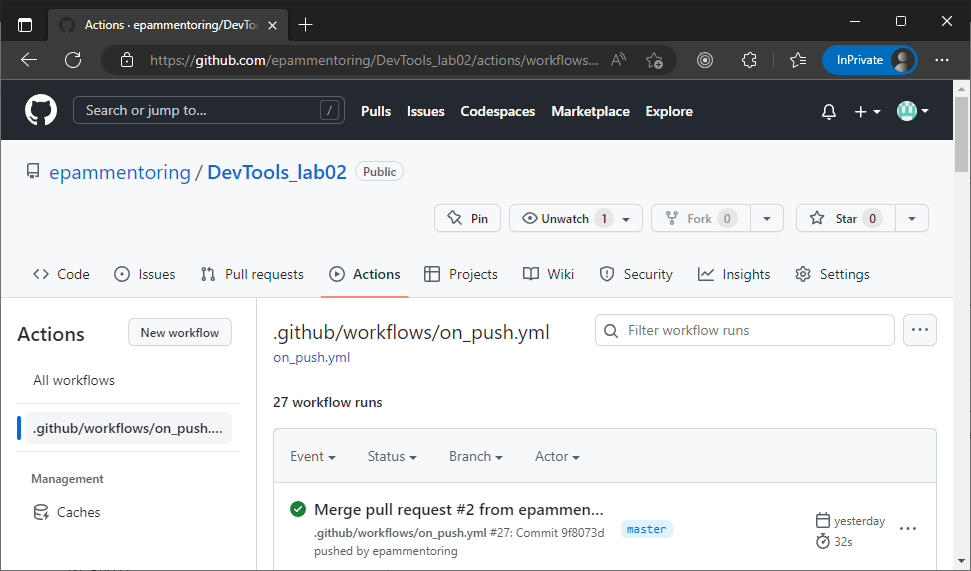 Actions · epammentoring/DevToo
https://github.com/epammentoring/DevTools_lab02/actions/workflows... A InPrivate
Search or jump to... / Pulls Issues Codespaces Marketplace Explore
epammentoring / DevTools_lab02 Public
Pin Unwatch 1 Fork 0 Star 0
Code Issues Pull requests Actions Projects Wiki Security Insights Settings
Actions New workflow
All workflows
.github/workflows/on_push....
Management
Caches
.github/workflows/on_push.yml Filter workflow runs
on_push.yml
27 workflow runs
Event Status Branch Actor
Merge pull request #2 from epammen...
.github/workflows/on_push.yml #27: Commit 9f8073d
pushed by epammentoring
master
yesterday
32s